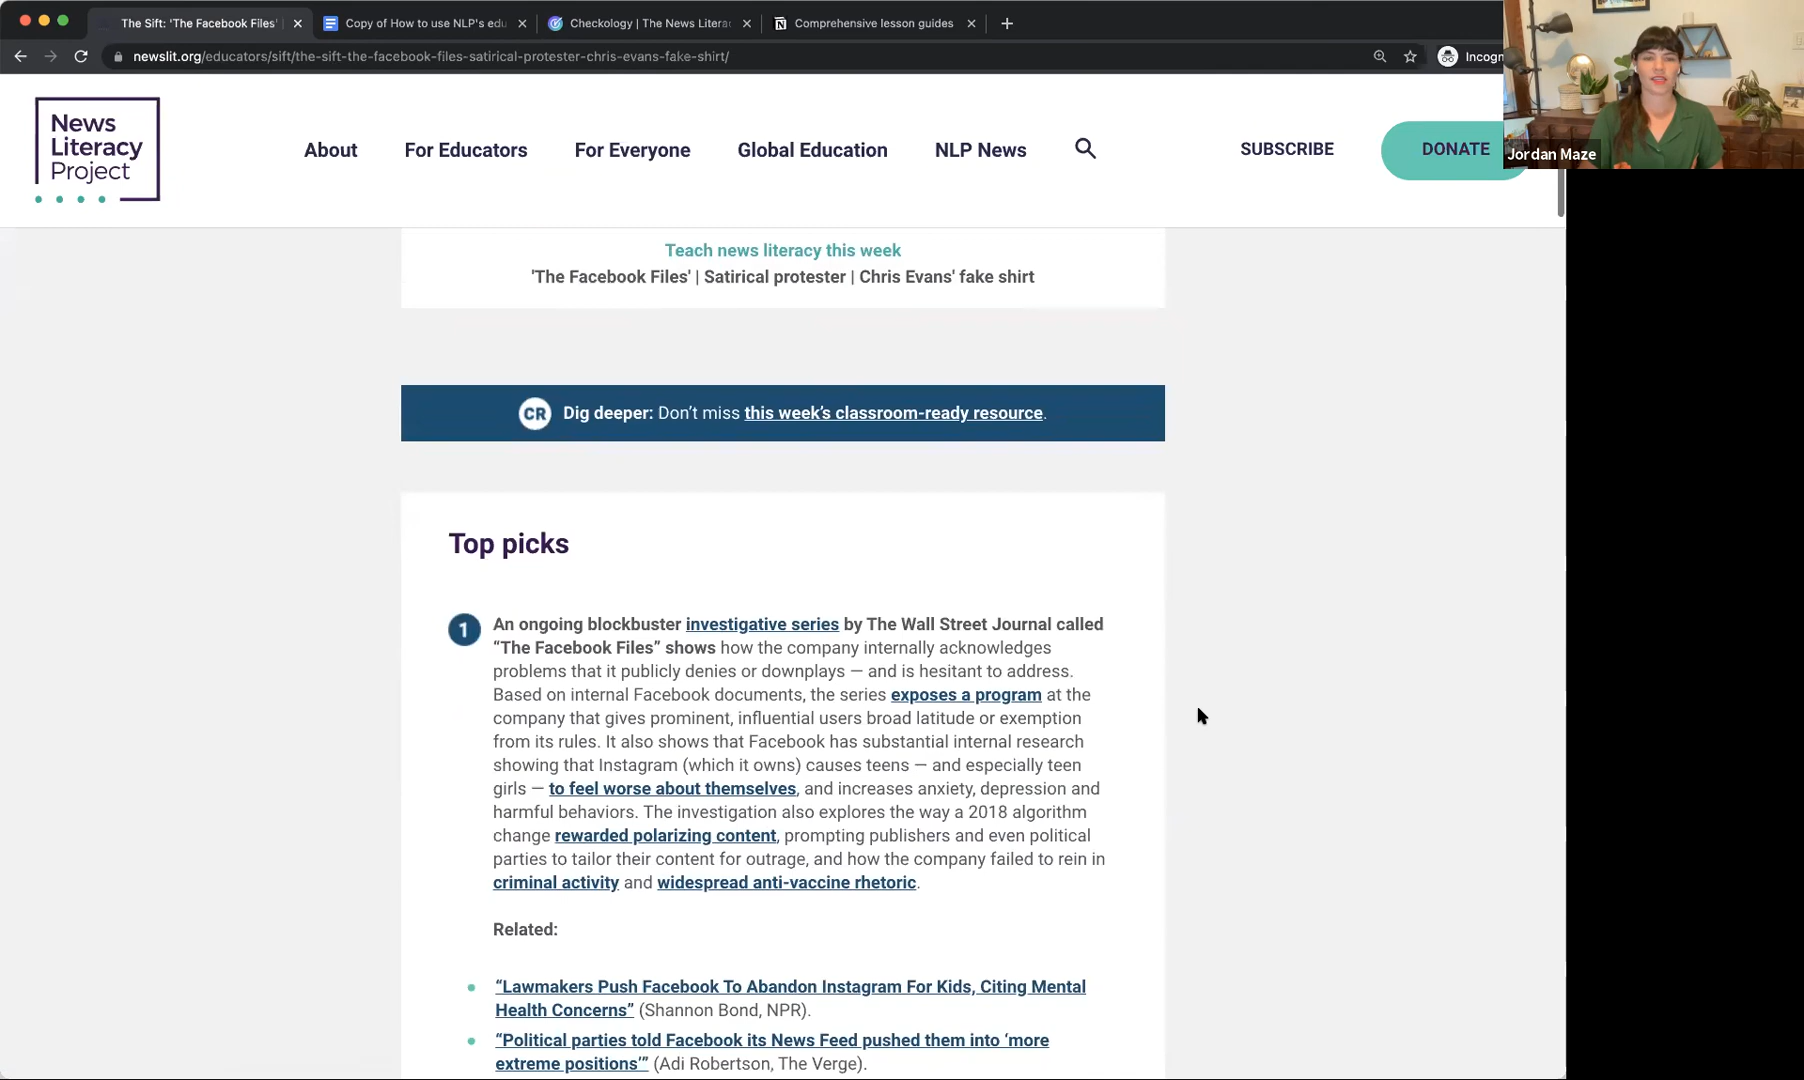 The Sift: 'The Facebook Files' |
Copy of How to use NLP's edu
Checkology | The News Litera
Comprehensive lesson guides
newslit.org/educators/sift/the-sift-the-facebook-files-satirical-protester-chris-evans-fake-shirt/
Incogn
News
Literacy
Project
About
For Educators
For Everyone
Global Education
NLP News
SUBSCRIBE
DONATE
Jordan Maze
Teach news literacy this week
'The Facebook Files' | Satirical protester | Chris Evans' fake shirt
CR Dig deeper: Don’t miss this week’s classroom-ready resource.
Top picks
1 An ongoing blockbuster investigative series by The Wall Street Journal called
“The Facebook Files” shows how the company internally acknowledges
problems that it publicly denies or downplays — and is hesitant to address.
Based on internal Facebook documents, the series exposes a program at the
company that gives prominent, influential users broad latitude or exemption
from its rules. It also shows that Facebook has substantial internal research
showing that Instagram (which it owns) causes teens — and especially teen
girls — to feel worse about themselves, and increases anxiety, depression and
harmful behaviors. The investigation also explores the way a 2018 algorithm
change rewarded polarizing content, prompting publishers and even political
parties to tailor their content for outrage, and how the company failed to rein in
criminal activity and widespread anti-vaccine rhetoric.
Related:
“Lawmakers Push Facebook To Abandon Instagram For Kids, Citing Mental
Health Concerns” (Shannon Bond, NPR).
“Political parties told Facebook its News Feed pushed them into ‘more
extreme positions’” (Adi Robertson, The Verge).